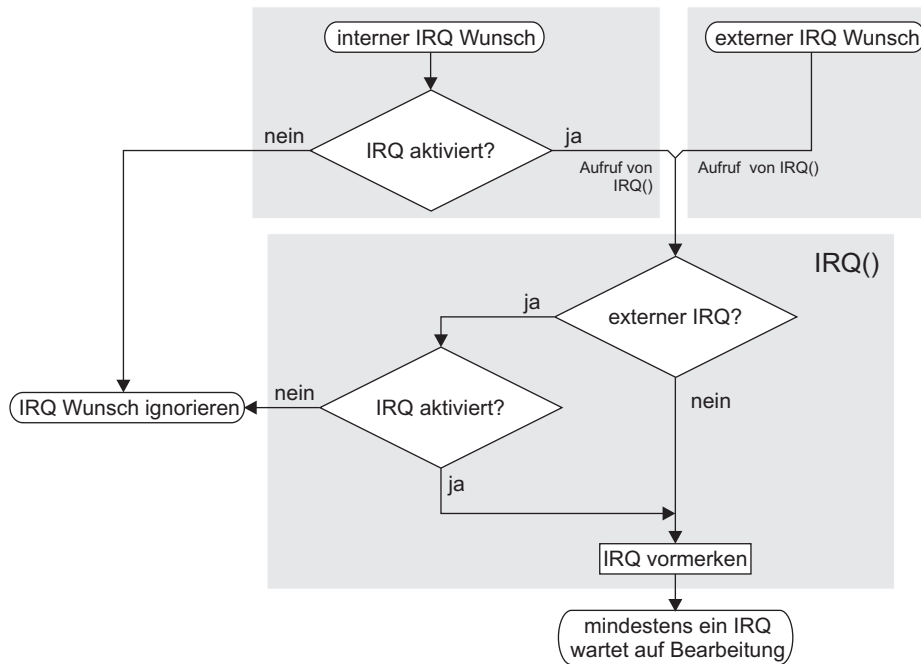 interner IRQ Wunsch
externer IRQ Wunsch
nein
IRQ aktiviert?
ja
Aufruf von
IRQ()
Aufruf von IRQ()
IRQ()
ja
externer IRQ?
nein
IRQ Wunsch ignorieren
IRQ aktiviert?
nein
ja
IRQ vormerken
mindestens ein IRQ
wartet auf Bearbeitung